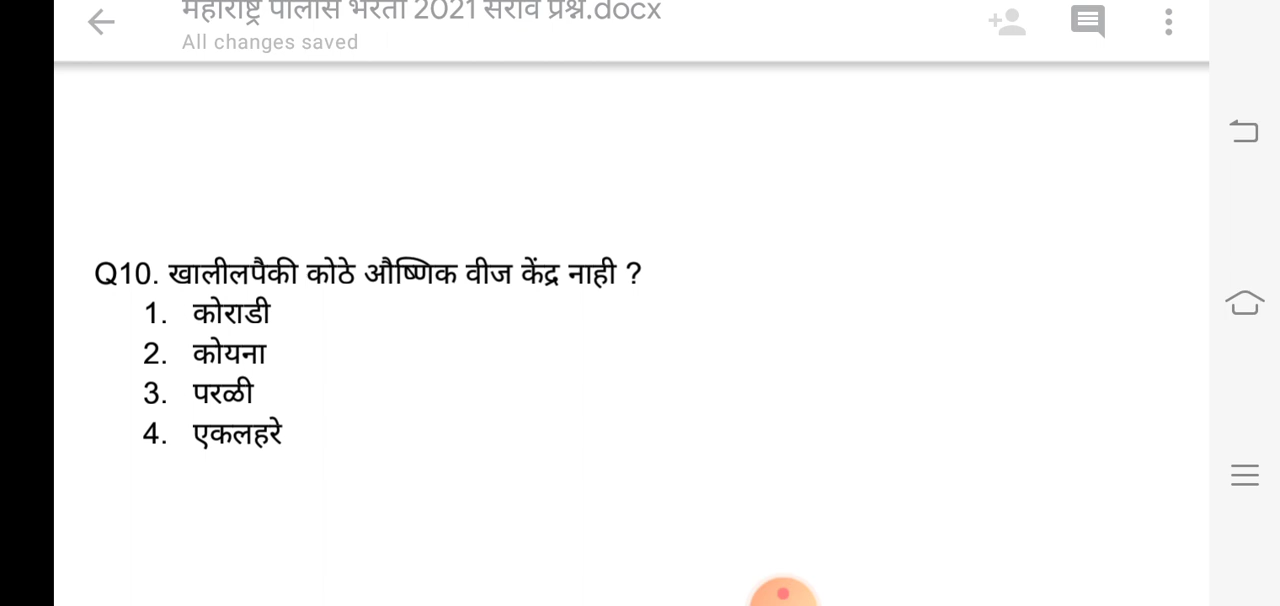 महाराष्ट्र पोलीस भरती 2021 सराव प्रश्न.docx
All changes saved
Q10. खालीलपैकी कोठे औष्णिक वीज केंद्र नाही ?
1. कोराडी
2. कोयना
3. परळी
4. एकलहरे